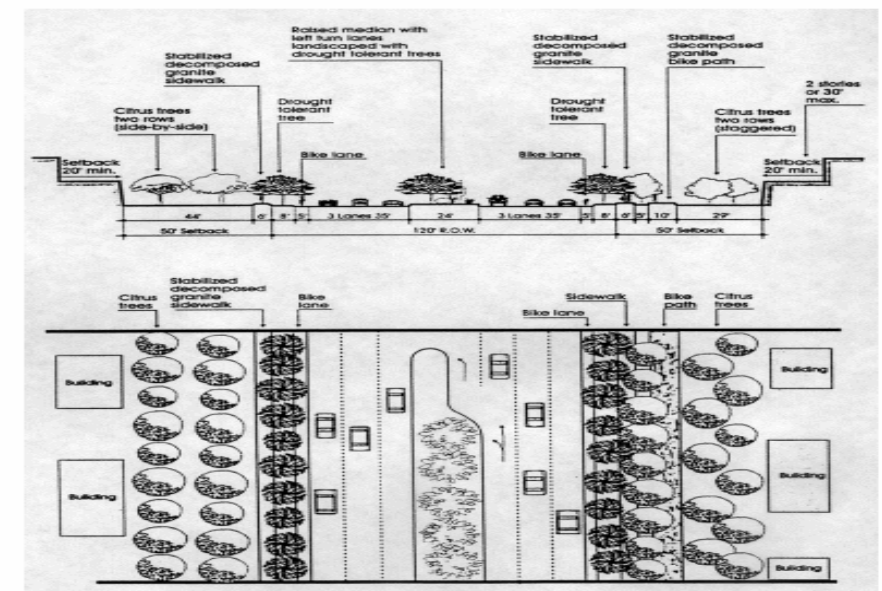 Raised median with
left turn lanes
landscaped with
drought tolerant trees
Stabilized
decomposed
granite
sidewalk
Stabilized
decomposed
granite
sidewalk
Stabilized
decomposed
granite
bike path
2 stories
or 30'
max.
Citrus trees
two rows
(side-by-side)
Drought
tolerant
tree
Drought
tolerant
tree
Citrus trees
two rows
(staggered)
Setback
20' min.
Bike lane
Bike lane
Setback
20' min.
44' 6' 8' 5' 3 Lanes 35' 24' 3 Lanes 35' 5' 8' 6' 5' 10' 29'
50' Setback 120' R.O.W. 50' Setback
Citrus
trees
Stabilized
decomposed
granite
sidewalk
Bike
lane
Bike lane
Sidewalk
Bike
path
Citrus
trees
Building
Building
Building
Building
Building